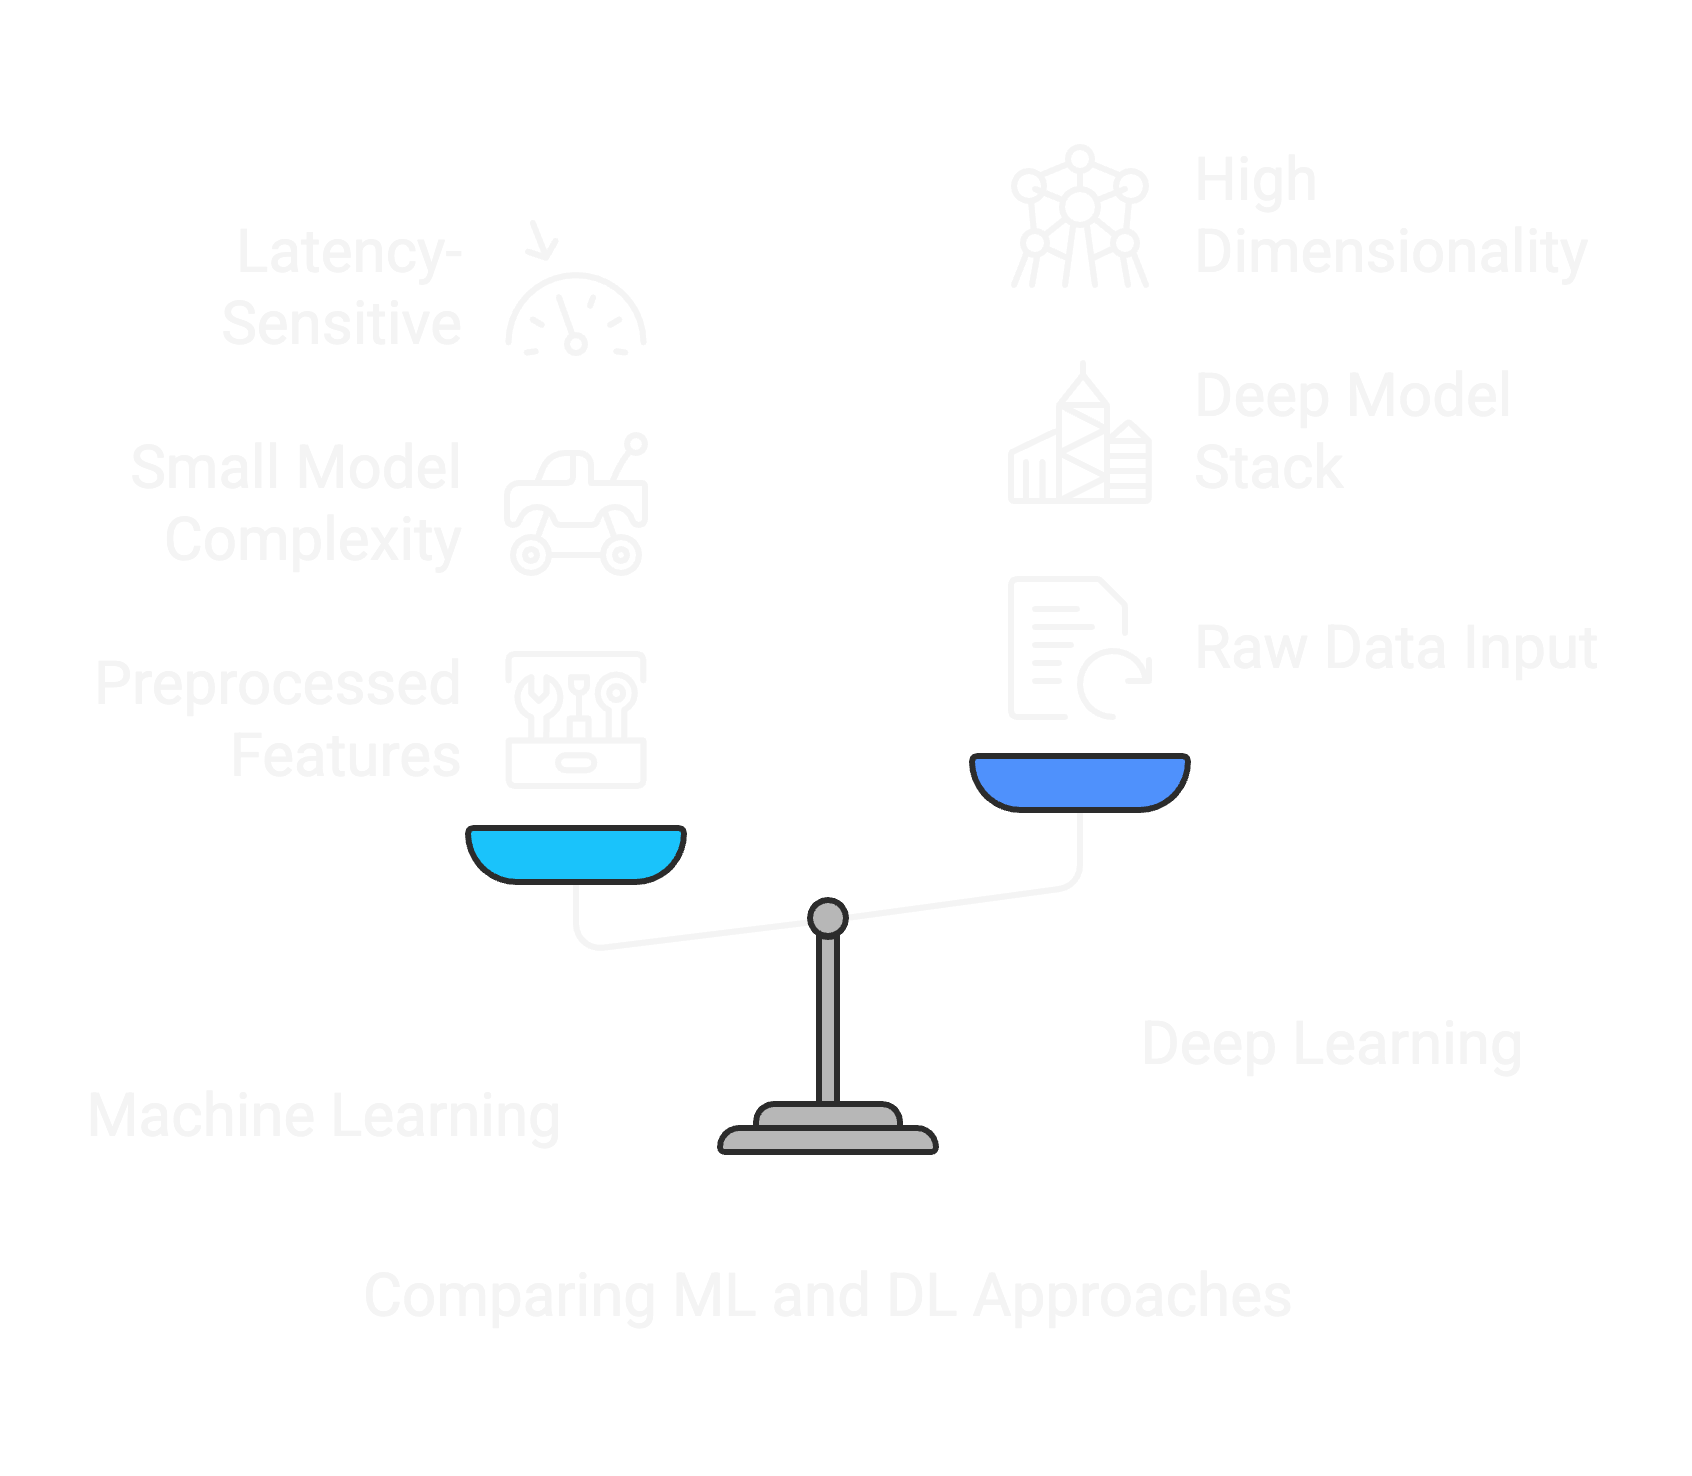 Latency-
Sensitive
Small Model
Complexity
Preprocessed
Features
High
Dimensionality
Deep Model
Stack
Raw Data Input
Machine Learning
Deep Learning
Comparing ML and DL Approaches